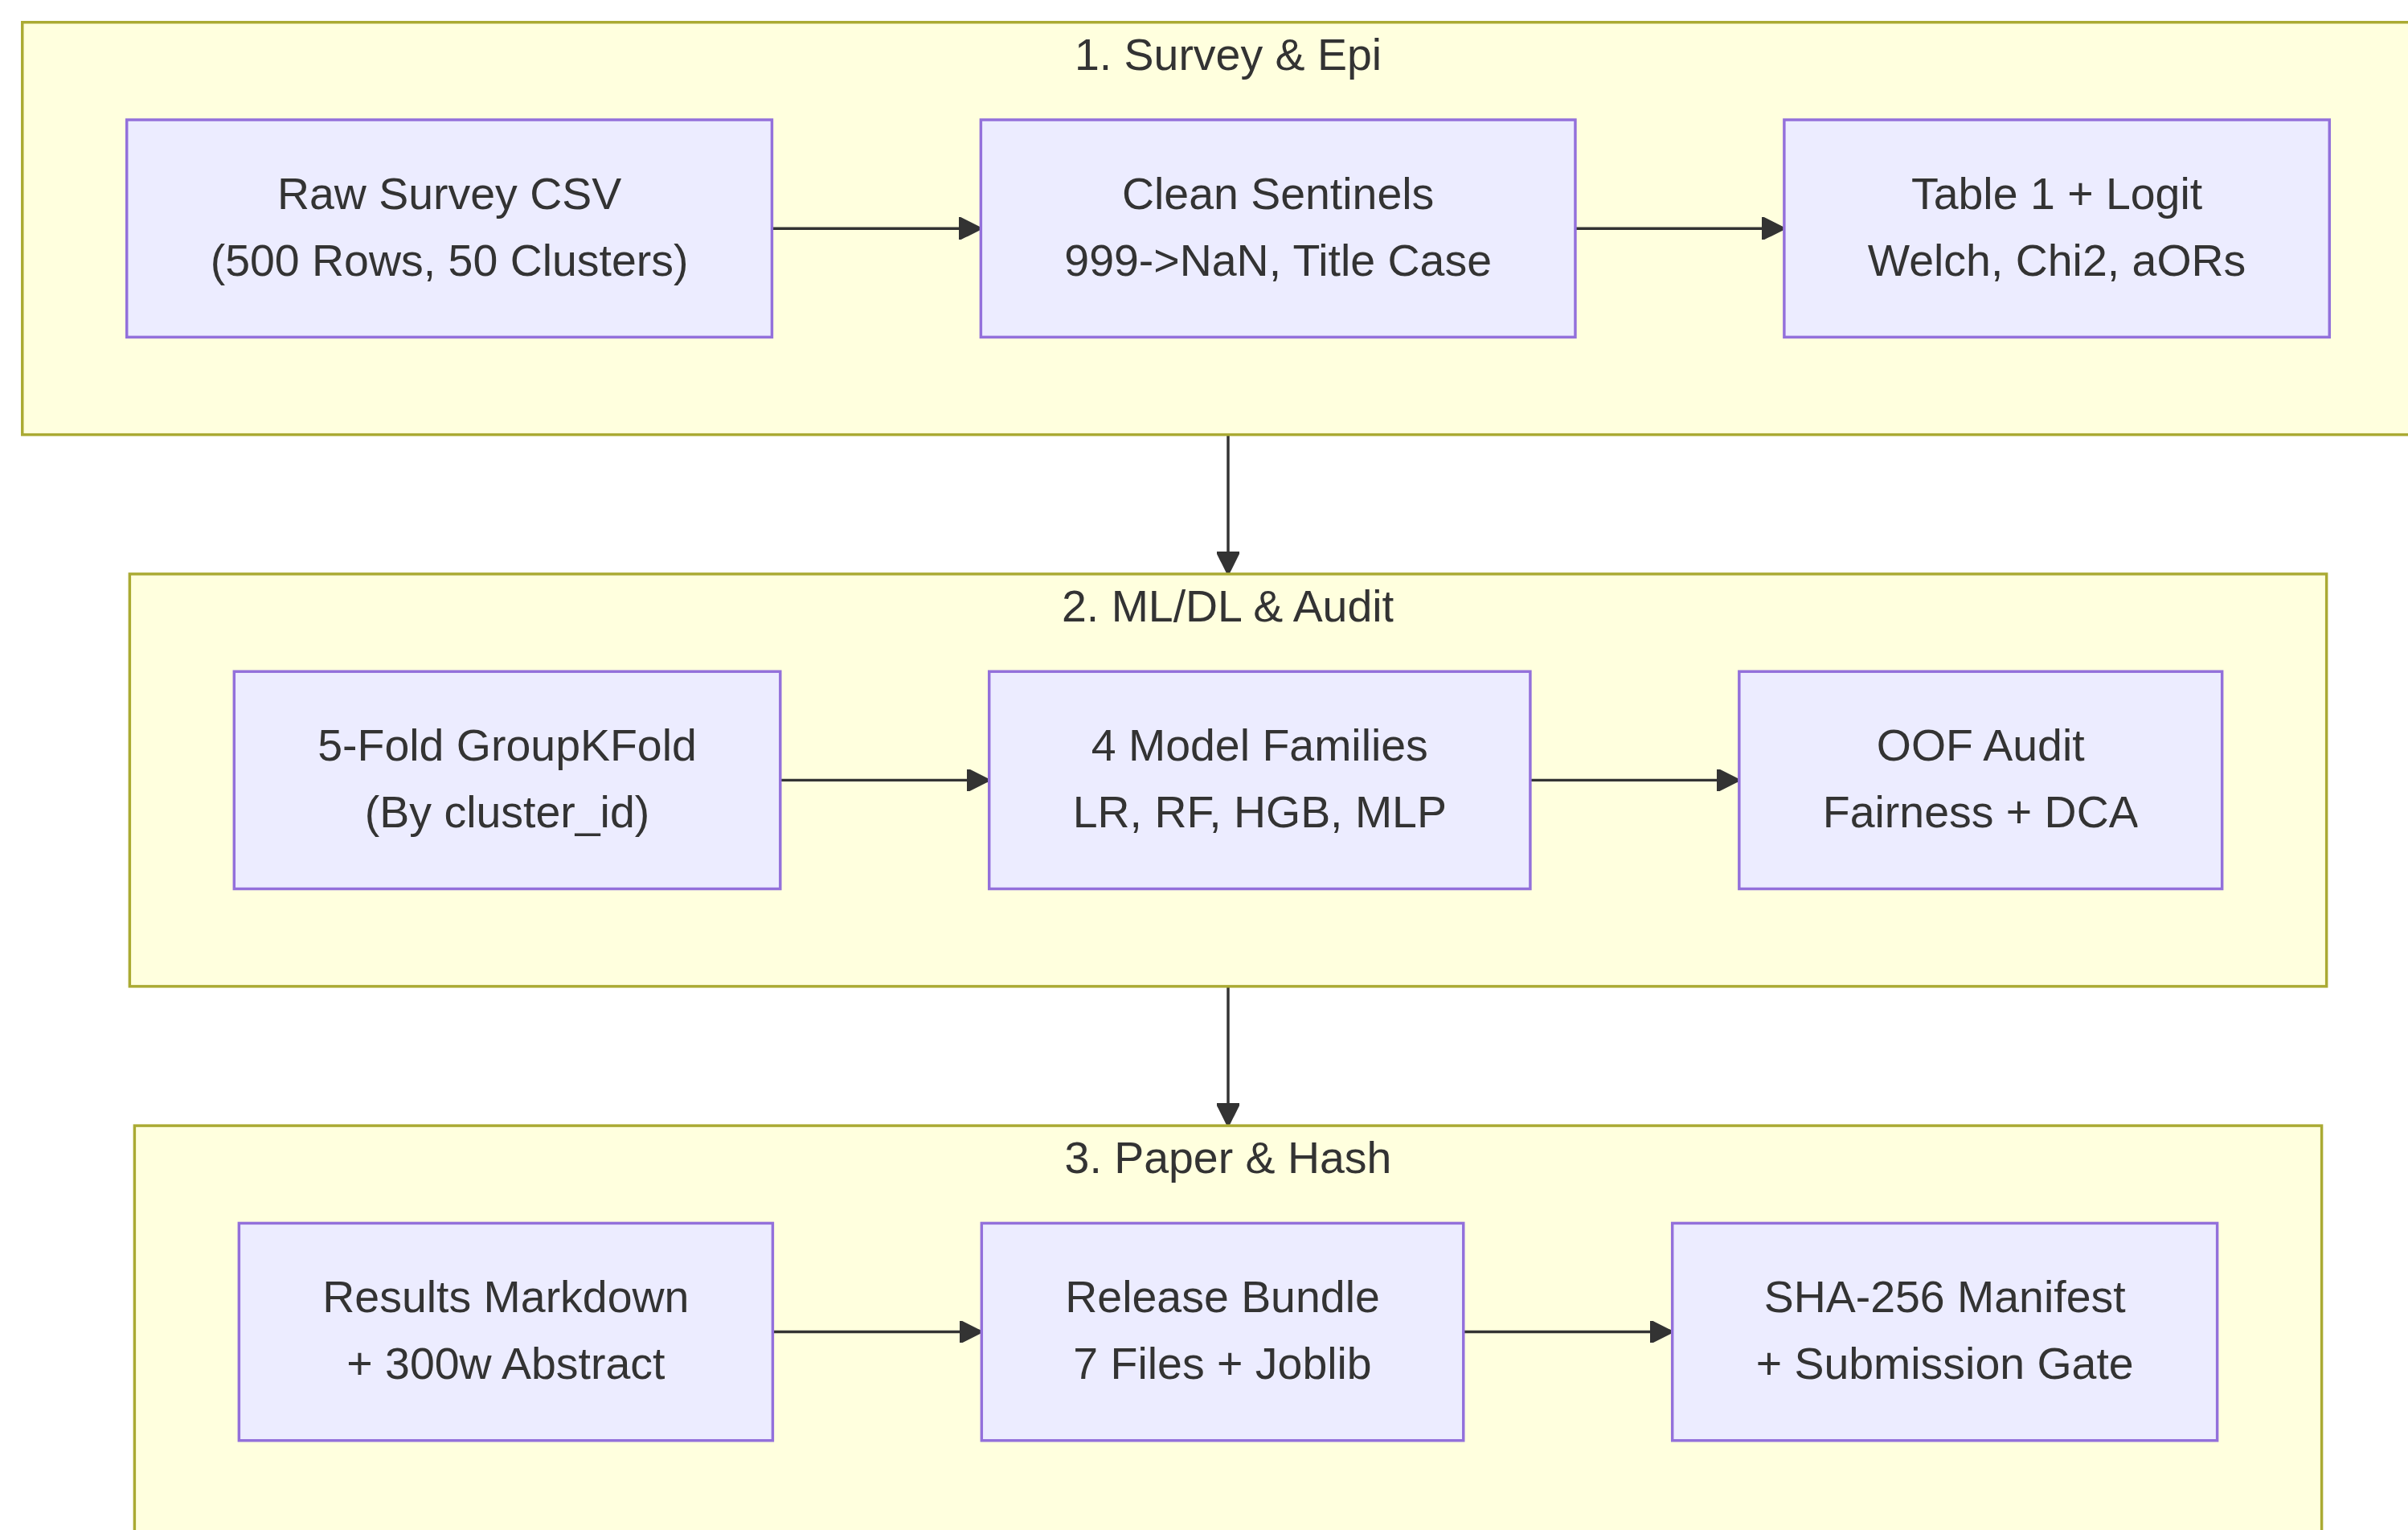 1. Survey & Epi
Raw Survey CSV
(500 Rows, 50 Clusters)
Clean Sentinels
999->NaN, Title Case
Table 1 + Logit
Welch, Chi2, aORs
2. ML/DL & Audit
5-Fold GroupKFold
(By cluster_id)
4 Model Families
LR, RF, HGB, MLP
OOF Audit
Fairness + DCA
3. Paper & Hash
Results Markdown
+ 300w Abstract
Release Bundle
7 Files + Joblib
SHA-256 Manifest
+ Submission Gate